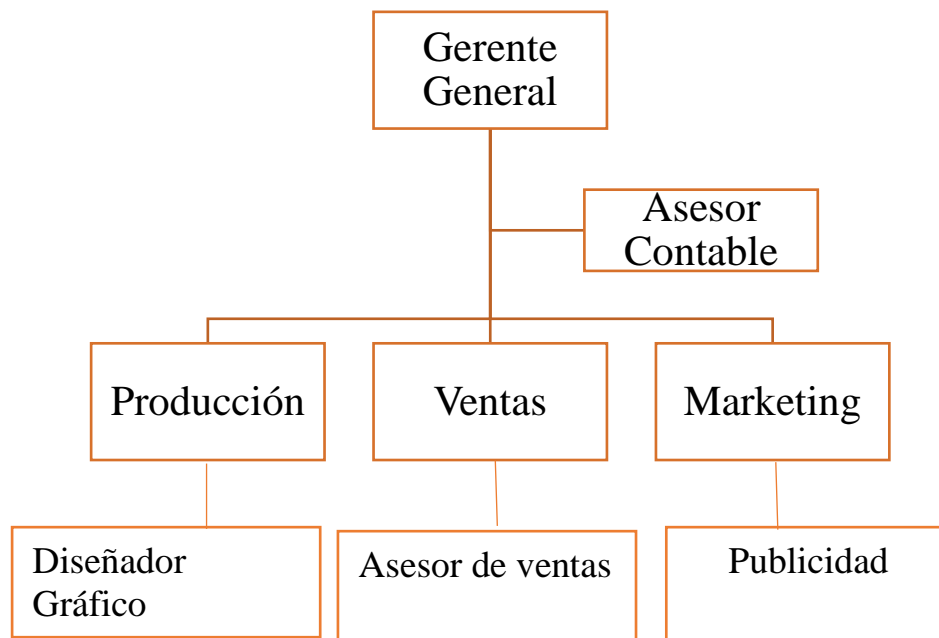 Gerente
General
Asesor
Contable
Producción
Ventas
Marketing
Diseñador
Gráfico
Asesor de ventas
Publicidad